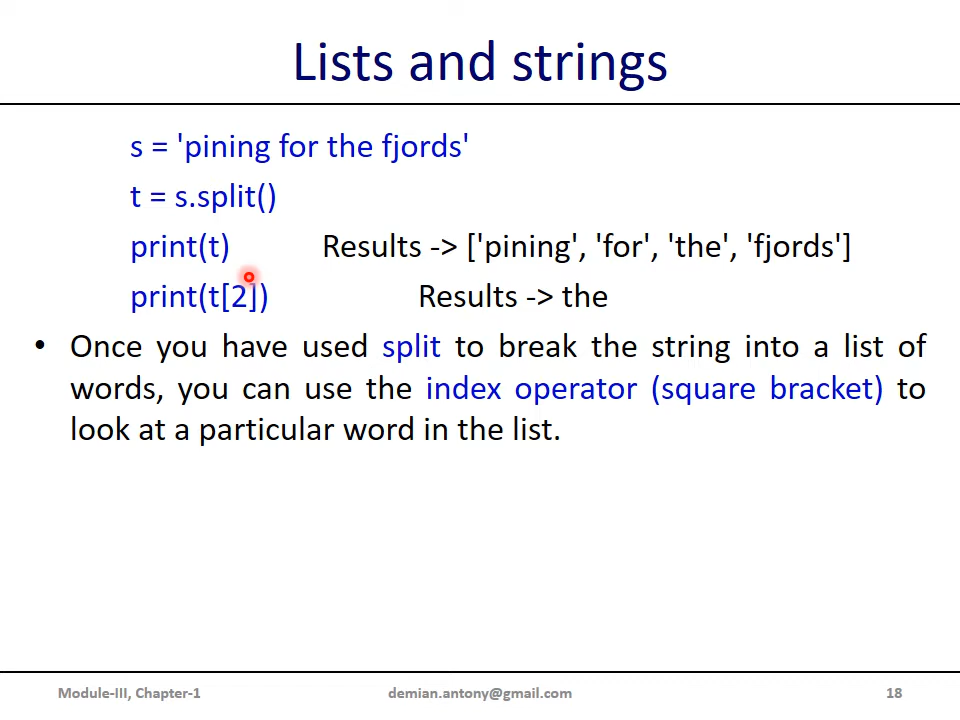 Lists and strings
s = 'pining for the fjords'
t = s.split()
print(t) Results -> ['pining', 'for', 'the', 'fjords']
print(t[2]) Results -> the
• Once you have used split to break the string into a list of
words, you can use the index operator (square bracket) to
look at a particular word in the list.
Module-III, Chapter-1 demian.antony@gmail.com 18